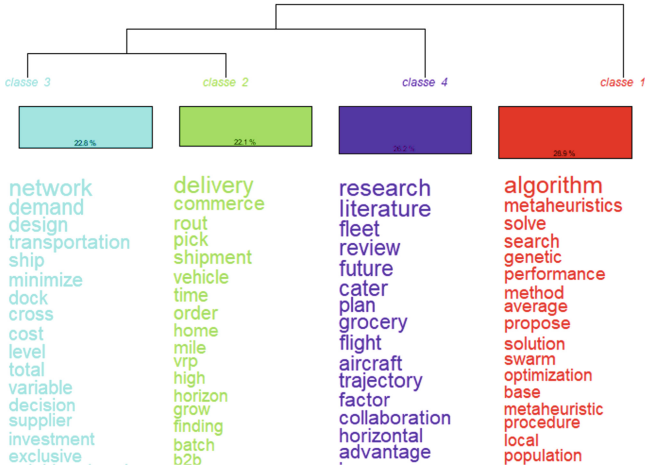 classe 3
classe 2
classe 4
classe 1
22.8 %
22.1 %
26.2 %
28.9 %
network
demand
design
transportation
ship
minimize
dock
cross
cost
level
total
variable
decision
supplier
investment
exclusive
delivery
commerce
rout
pick
shipment
vehicle
time
order
home
mile
vrp
high
horizon
grow
finding
batch
b2b
research
literature
fleet
review
future
cater
plan
grocery
flight
aircraft
trajectory
factor
collaboration
horizontal
advantage
algorithm
metaheuristics
solve
search
genetic
performance
method
average
propose
solution
swarm
optimization
base
metaheuristic
procedure
local
population